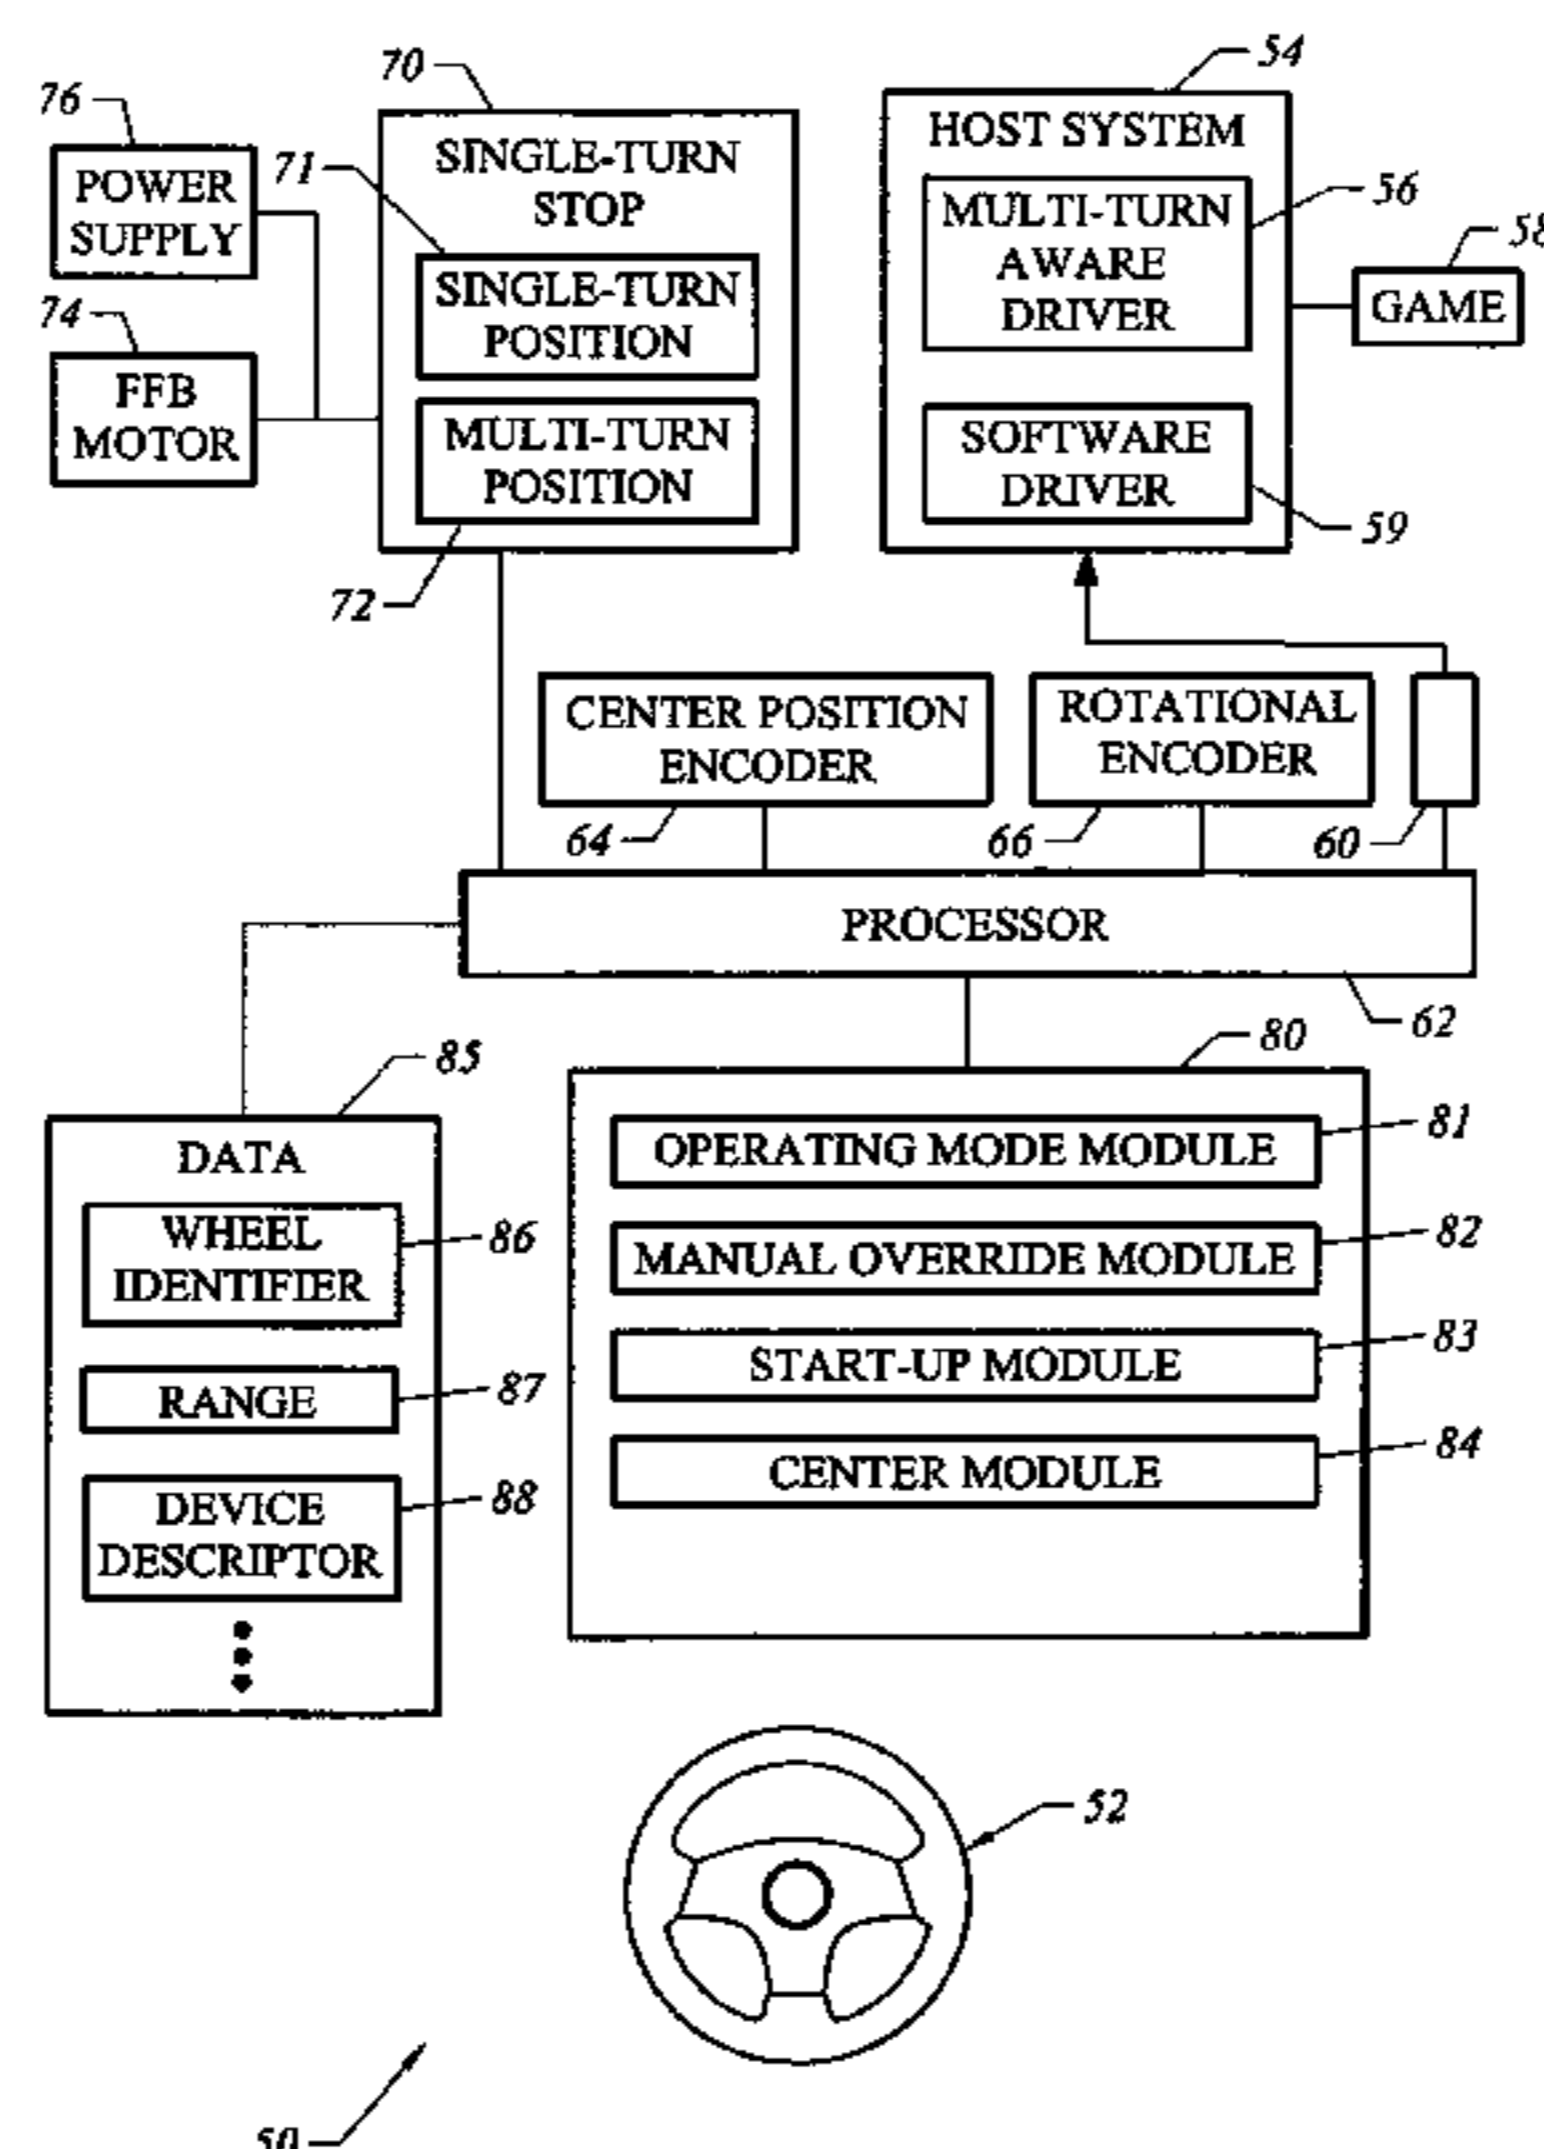 76
POWER
SUPPLY
74
FFB
MOTOR
70
SINGLE-TURN
STOP
71
SINGLE-TURN
POSITION
MULTI-TURN
POSITION
72
54
HOST SYSTEM
MULTI-TURN
AWARE
DRIVER
56
58
GAME
SOFTWARE
DRIVER
59
CENTER POSITION
ENCODER
64
ROTATIONAL
ENCODER
66
60
PROCESSOR
62
85
DATA
WHEEL
IDENTIFIER
86
RANGE
87
DEVICE
DESCRIPTOR
88
80
OPERATING MODE MODULE
81
MANUAL OVERRIDE MODULE
82
START-UP MODULE
83
CENTER MODULE
84
52
50